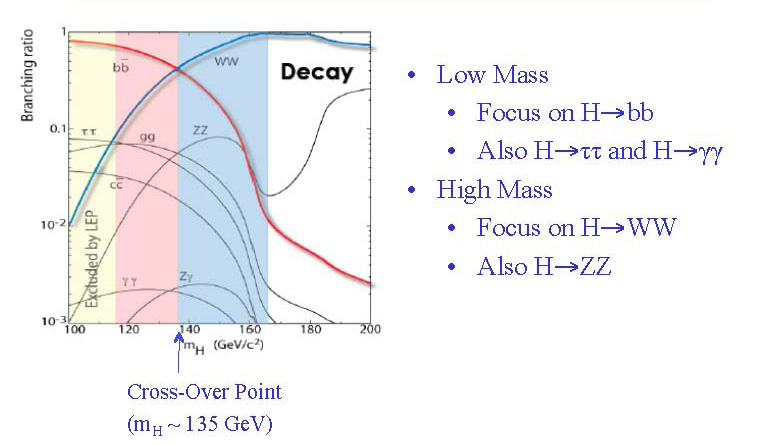 1
bb̅
WW
Decay
Branching ratio
0.1
ττ
gg
ZZ
cc̅
10⁻²
Excluded by LEP
γγ
Zγ
10⁻³
100 120 140 160 180 200
m_H (GeV/c²)
Cross-Over Point
(m_H ~ 135 GeV)
• Low Mass
• Focus on H→bb
• Also H→ττ and H→γγ
• High Mass
• Focus on H→WW
• Also H→ZZ